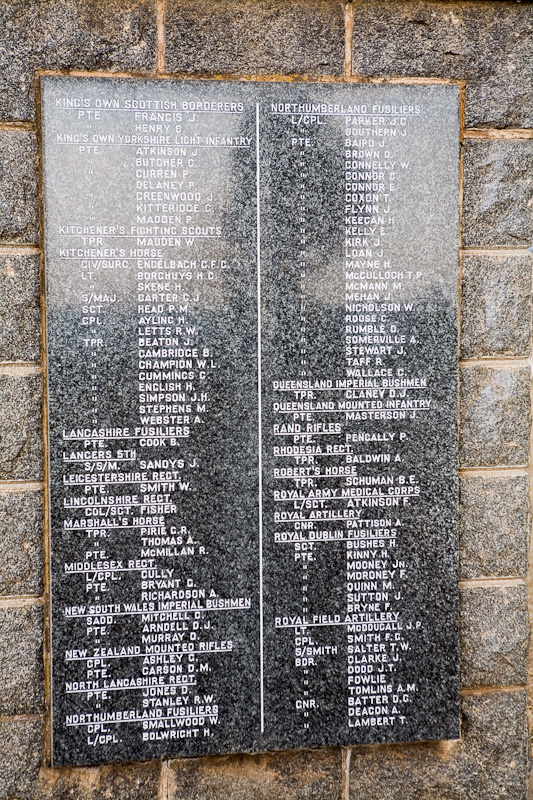 KING'S OWN SCOTTISH BORDERERS
PTE. FRANCIS J.
" HENRY B.
KING'S OWN YORKSHIRE LIGHT INFANTRY
PTE. ATKINSON J.
" BUTCHER C.
" CURREN P.
" DELANEY P.
" GREENWOOD J.
" KITTERIDGE C.
" MADDEN P.
KITCHENER'S FIGHTING SCOUTS
TPR. MADDEN W.
KITCHENER'S HORSE
CIV/SURG. ENDELBACH C.F.G.
LT. BORCHUYS H.C.
" SKENE H.
S/MAJ. CARTER C.J.
SGT. HEAD P.M.
CPL. AYLING H.
" LETTS R.W.
TPR. BEATON J.
" CAMBRIDGE B.
" CHAMPION W.L.
" CUMMINGS C.
" ENGLISH H.
" SIMPSON J.H.
" STEPHENS M.
" WEBSTER A.
LANCASHIRE FUSILIERS
PTE. COOK B.
LANCERS 5TH
S/S/M. SANDYS J.
LEICESTERSHIRE REGT.
PTE. SMITH W.
LINCOLNSHIRE REGT.
COL/SGT. FISHER
MARSHALL'S HORSE
TPR. PIRIE C.R.
" THOMAS A.
PTE. McMILLAN R.
MIDDLESEX REGT.
L/CPL. CULLY
PTE. BRYANT G.
" RICHARDSON A.
NEW SOUTH WALES IMPERIAL BUSHMEN
SADD. MITCHELL C.
PTE. ARNDELL D.J.
" MURRAY D.
NEW ZEALAND MOUNTED RIFLES
CPL. ASHLEY C.
PTE. CARSON D.M.
NORTH LANCASHIRE REGT.
PTE. JONES D.
" STANLEY R.W.
NORTHUMBERLAND FUSILIERS
CPL. SMALLWOOD W.
L/CPL. BOLWRIGHT H.
NORTHUMBERLAND FUSILIERS
L/CPL. PARKER J.C.
" SOUTHERN J.
PTE. BAIPD J.
" BROWN D.
" CONNELLY W.
" CONNOR C.
" CONNOR E.
" COXON T.
" FLYNN J.
" KEEGAN H.
" KELLY E.
" KIRK J.
" LOAN J.
" MAYNE H.
" McCULLOCH T.P.
" McMANN M.
" MEHAN J.
" NICHOLSON W.
" ROOSE C.
" RUMBLE D.
" SOMERVILLE A.
" STEWART J.
" TAFF R.
" WALLACE C.
QUEENSLAND IMPERIAL BUSHMEN
TPR. CLANEY D.J.
QUEENSLAND MOUNTED INFANTRY
PTE. MASTERSON J.
RAND RIFLES
PTE. PENGALLY P.
RHODESIA REGT.
TPR. BALDWIN A.
ROBERT'S HORSE
TPR. SCHUMAN B.E.
ROYAL ARMY MEDICAL CORPS
L/SGT. ATKINSON F.
ROYAL ARTILLERY
GNR. PATTISON A.
ROYAL DUBLIN FUSILIERS
SGT. BUSHES H.
PTE. KINNY H.
" MOONEY JN.
" MORONEY F.
" QUINN M.
" SUTTON J.
" BRYNE F.
ROYAL FIELD ARTILLERY
LT. McDOUGALL J.P.
CPL. SMITH F.G.
S/SMITH SALTER T.W.
BDR. CLARKE J.
" DODD J.T.
" FOWLIE
" TOMLINS A.M.
GNR. BATTER D.C.
" DEACON A.
" LAMBERT T.